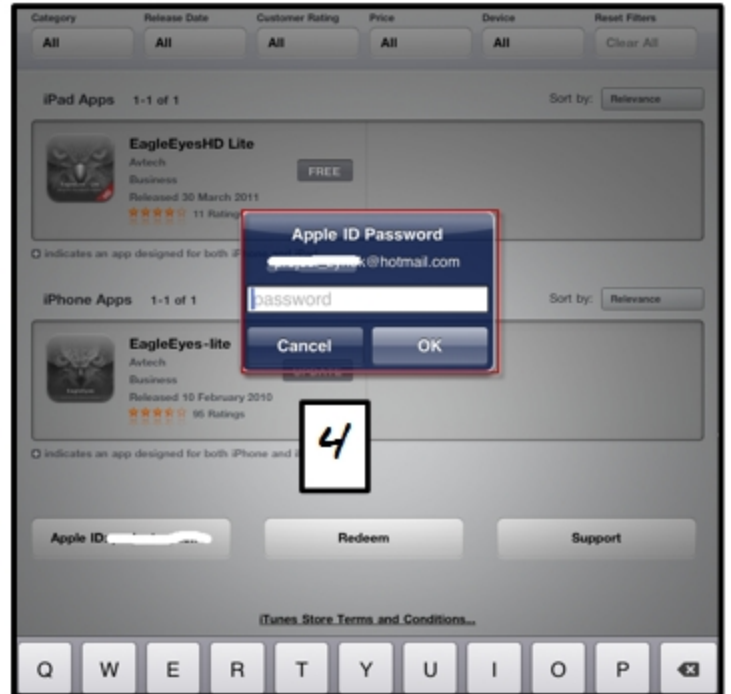 Category Release Date Customer Rating Price Device Reset Filters
All All All All All Clear All
iPad Apps 1-1 of 1 Sort by: Relevance
EagleEyesHD Lite
Avtech
Business
FREE
Released 30 March 2011
11 Ratings
Apple ID Password
k@hotmail.com
indicates an app designed for both
password
iPhone Apps 1-1 of 1 Sort by: Relevance
Cancel OK
EagleEyes-lite
Avtech
Business
UPDATE
Released 10 February 2010
95 Ratings
4
indicates an app designed for both iPhone and
Apple ID: Redeem Support
iTunes Store Terms and Conditions...
Q W E R T Y U I O P